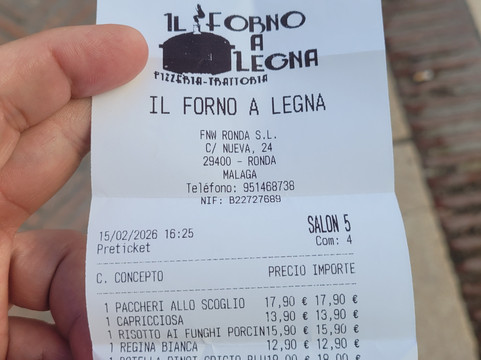 IL FORNO
A
LEGNA
PIZZERIA-TRATTORIA
IL FORNO A LEGNA
FNW RONDA S.L.
C/ NUEVA, 24
29400 - RONDA
MALAGA
Teléfono: 951468738
NIF: B22727689
SALON 5
15/02/2026 16:25
Com: 4
Preticket
C. CONCEPTO PRECIO IMPORTE
1 PACCHERI ALLO SCOGLIO 17,90 € 17,90 €
1 CAPRICCIOSA 13,90 € 13,90 €
1 RISOTTO AI FUNGHI PORCIN15,90 € 15,90 €
1 REGINA BIANCA 12,90 € 12,90 €